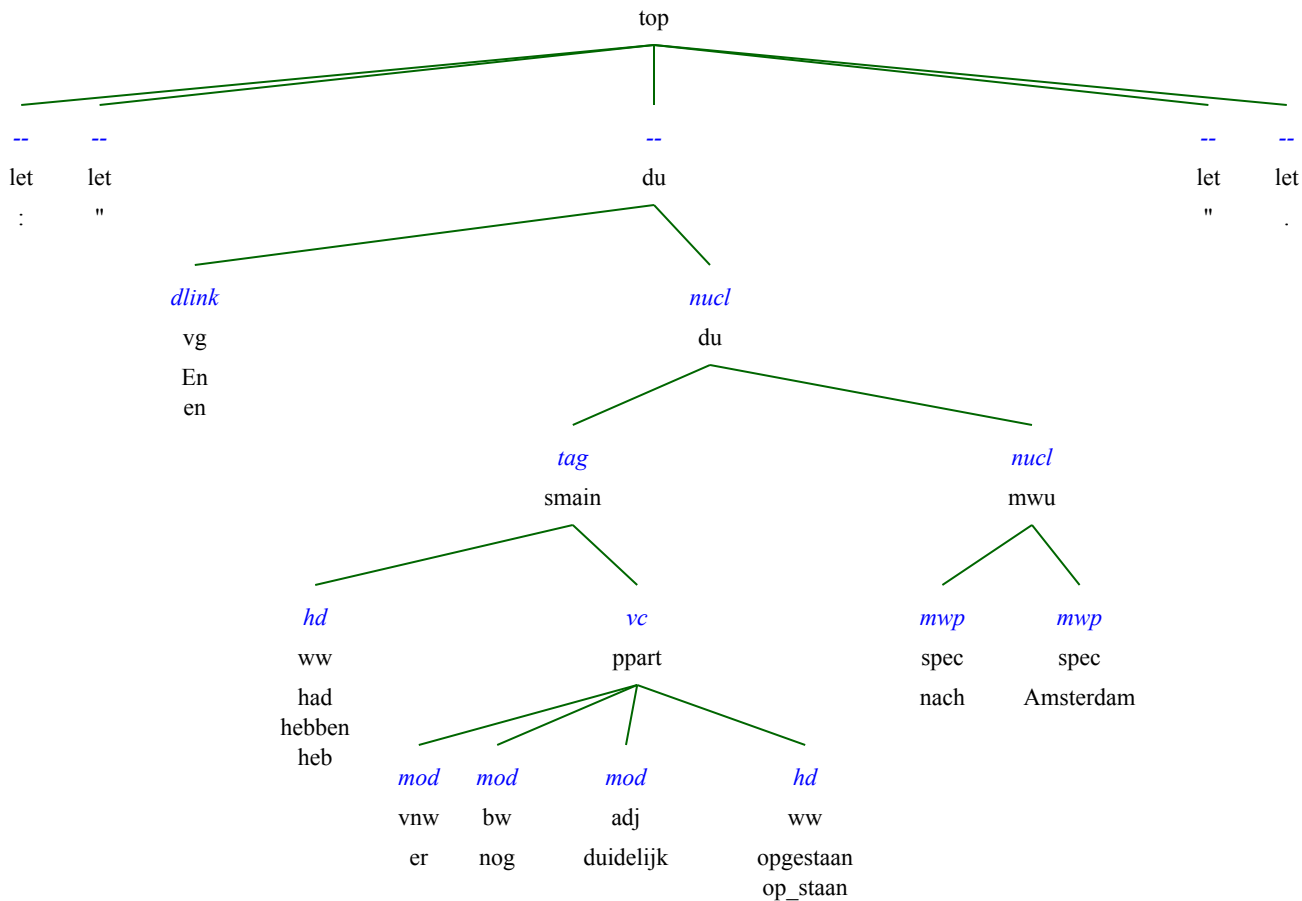 top
-- -- -- -- --
let let du let let
: " " .
dlink nucl
vg du
En
en
tag nucl
smain mwu
hd vc mwp mwp
ww ppart spec spec
had nach Amsterdam
hebben
heb
mod mod mod hd
vnw bw adj ww
er nog duidelijk opgestaan
op_staan